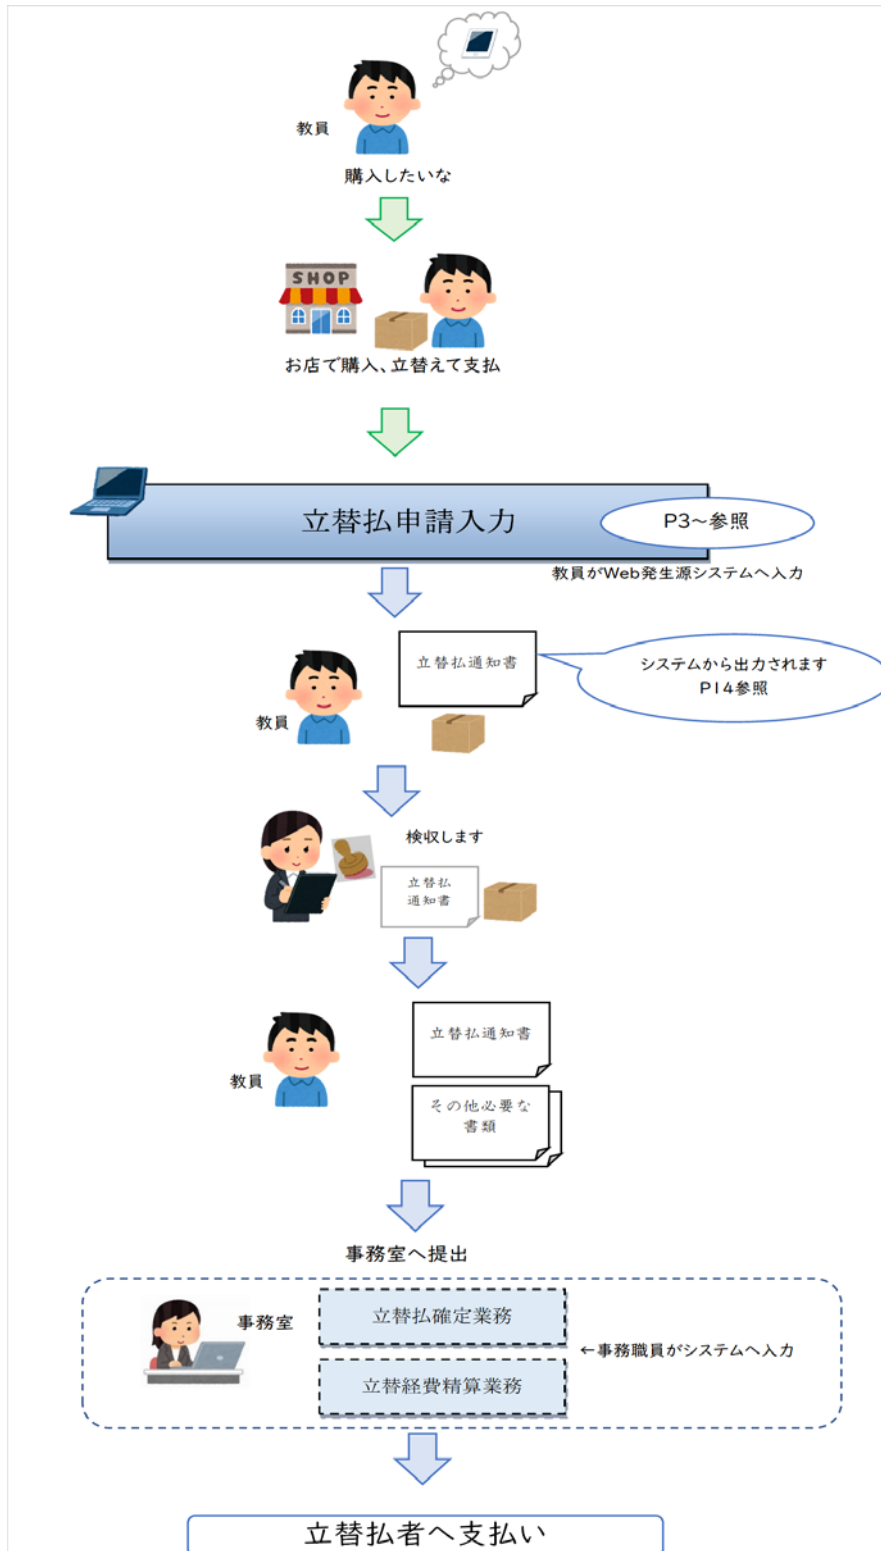 教員
購入したいな
SHOP
お店で購入、立替えて支払
立替払申請入力
P3～参照
教員がWeb発生源システムへ入力
立替払通知書
システムから出力されます
P14参照
教員
検収します
立替払
通知書
立替払通知書
教員
その他必要な
書類
事務室へ提出
事務室
立替払確定業務
←事務職員がシステムへ入力
立替経費精算業務
立替払者へ支払い